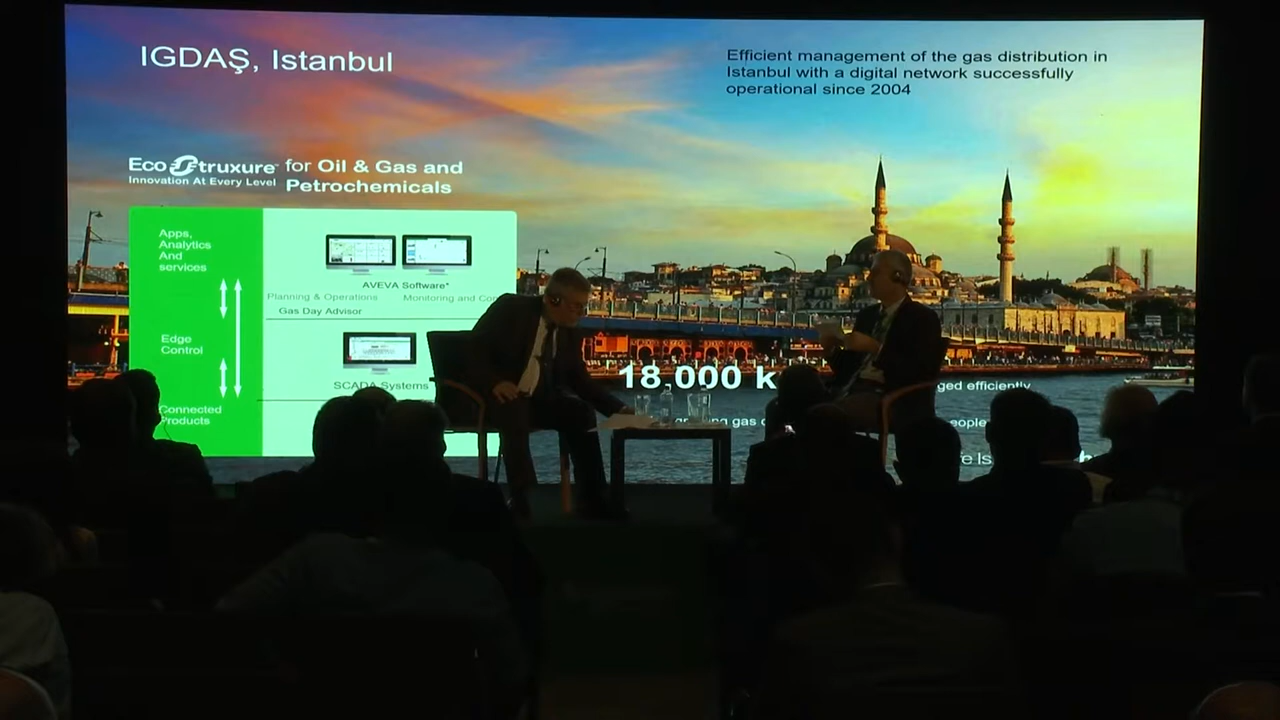 IGDAŞ, Istanbul
Efficient management of the gas distribution in
Istanbul with a digital network successfully
operational since 2004
EcoStruxure for Oil & Gas and
Innovation At Every Level Petrochemicals
Apps,
Analytics
And
services
AVEVA Software*
Planning & Operations Monitoring and
Gas Day Advisor
Edge
Control
SCADA Systems
18,000
efficiently
Connected
Products
gas